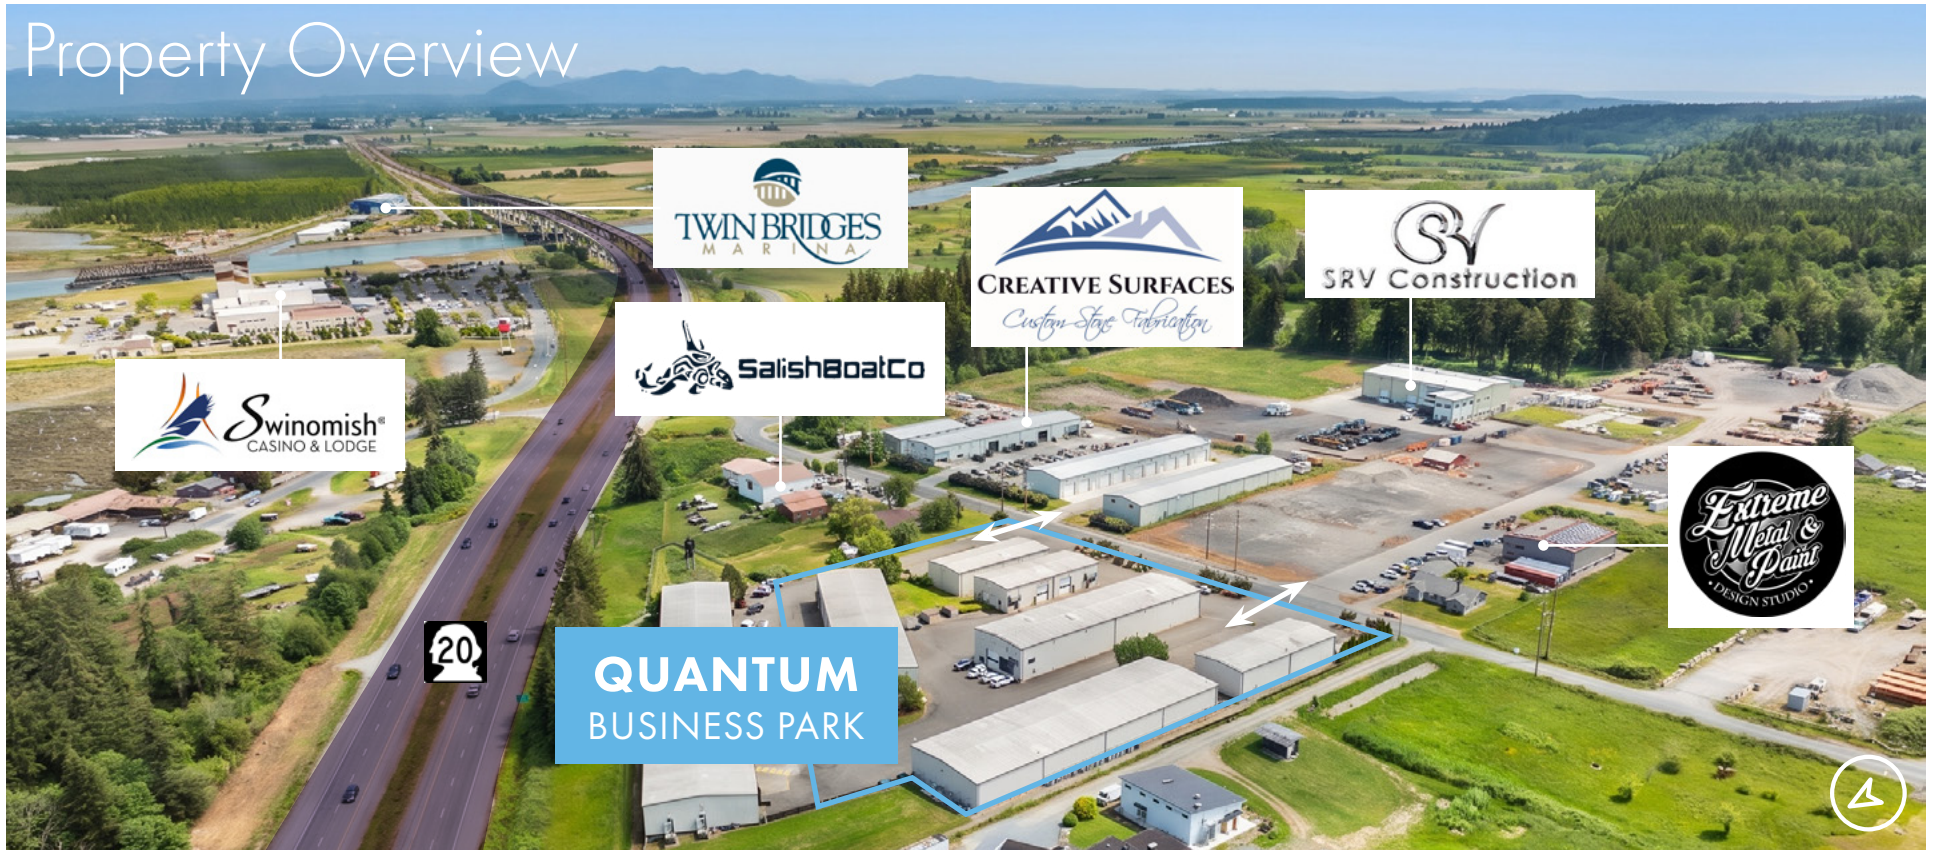 Property Overview
TWIN BRIDGES
MARINA
CREATIVE SURFACES
Custom Stone Fabrication
SRV
SRV Construction
SalishBoatCo
Swinomish
CASINO & LODGE
Extreme
Metal &
Paint
DESIGN STUDIO
20
QUANTUM
BUSINESS PARK